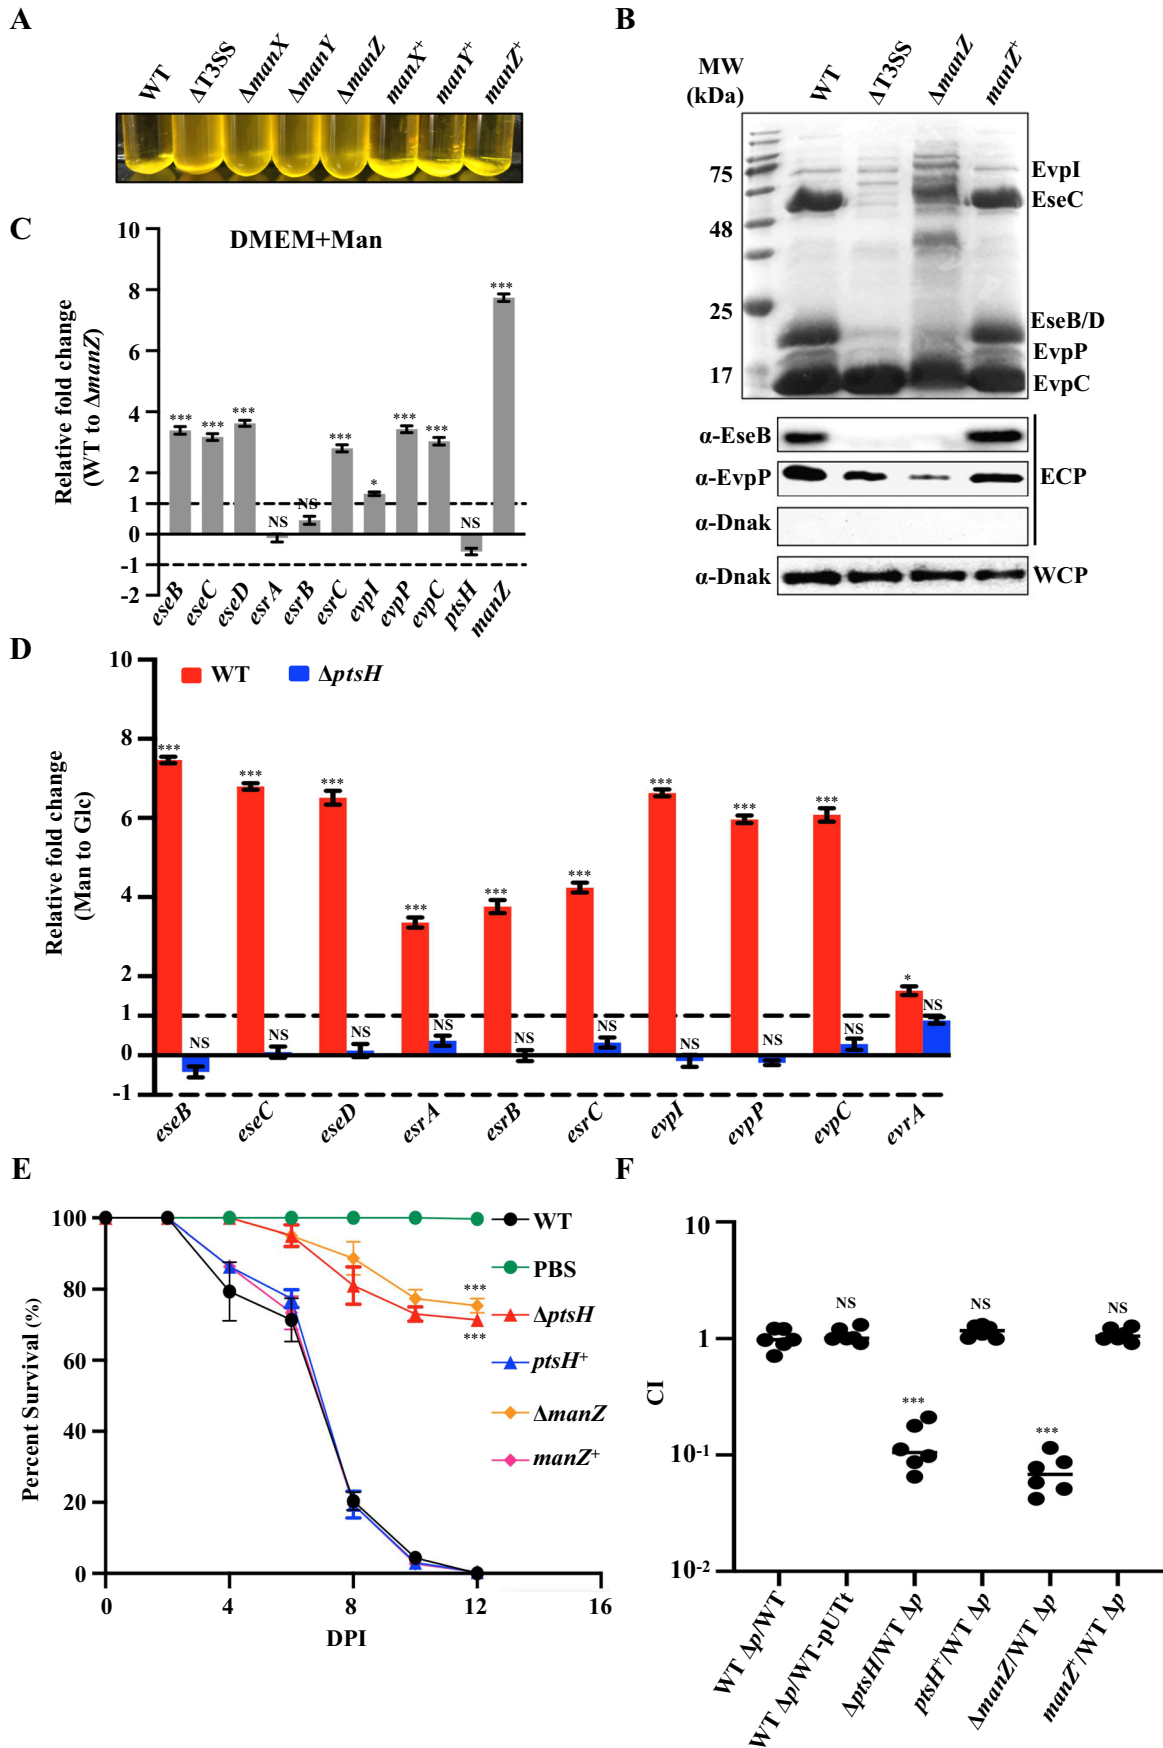 A
WT
ΔT3SS
ΔmanX
ΔmanY
ΔmanZ
manX+
manY+
manZ+
B
MW
(kDa)
WT
ΔT3SS
ΔmanZ
manZ+
75
48
25
17
EvpI
EseC
EseB/D
EvpP
EvpC
α-EseB
α-EvpP
α-Dnak
α-Dnak
ECP
WCP
C
DMEM+Man
Relative fold change
(WT to ΔmanZ)
10
8
6
4
2
1
0
-1
-2
***
***
***
NS
NS
***
*
***
***
NS
***
eseB
eseC
eseD
esrA
esrB
esrC
evpI
evpP
evpC
ptsH
manZ
D
WT
ΔptsH
Relative fold change
(Man to Glc)
10
8
6
4
2
1
0
-1
***
NS
***
NS
***
NS
***
NS
***
NS
***
NS
***
NS
***
NS
***
NS
*
NS
eseB
eseC
eseD
esrA
esrB
esrC
evpI
evpP
evpC
evrA
E
Percent Survival (%)
100
80
60
40
20
0
0
4
8
12
16
DPI
***
***
WT
PBS
ΔptsH
ptsH+
ΔmanZ
manZ+
F
CI
10
1
10-1
10-2
NS
***
NS
***
NS
WT Δp/WT
WT Δp/WT-pUTt
ΔptsH/WT Δp
ptsH+/WT Δp
ΔmanZ/WT Δp
manZ+/WT Δp